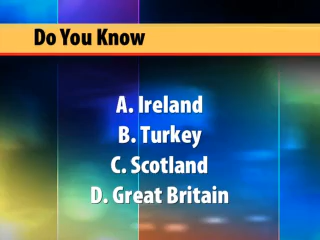 Do You Know
A. Ireland
B. Turkey
C. Scotland
D. Great Britain